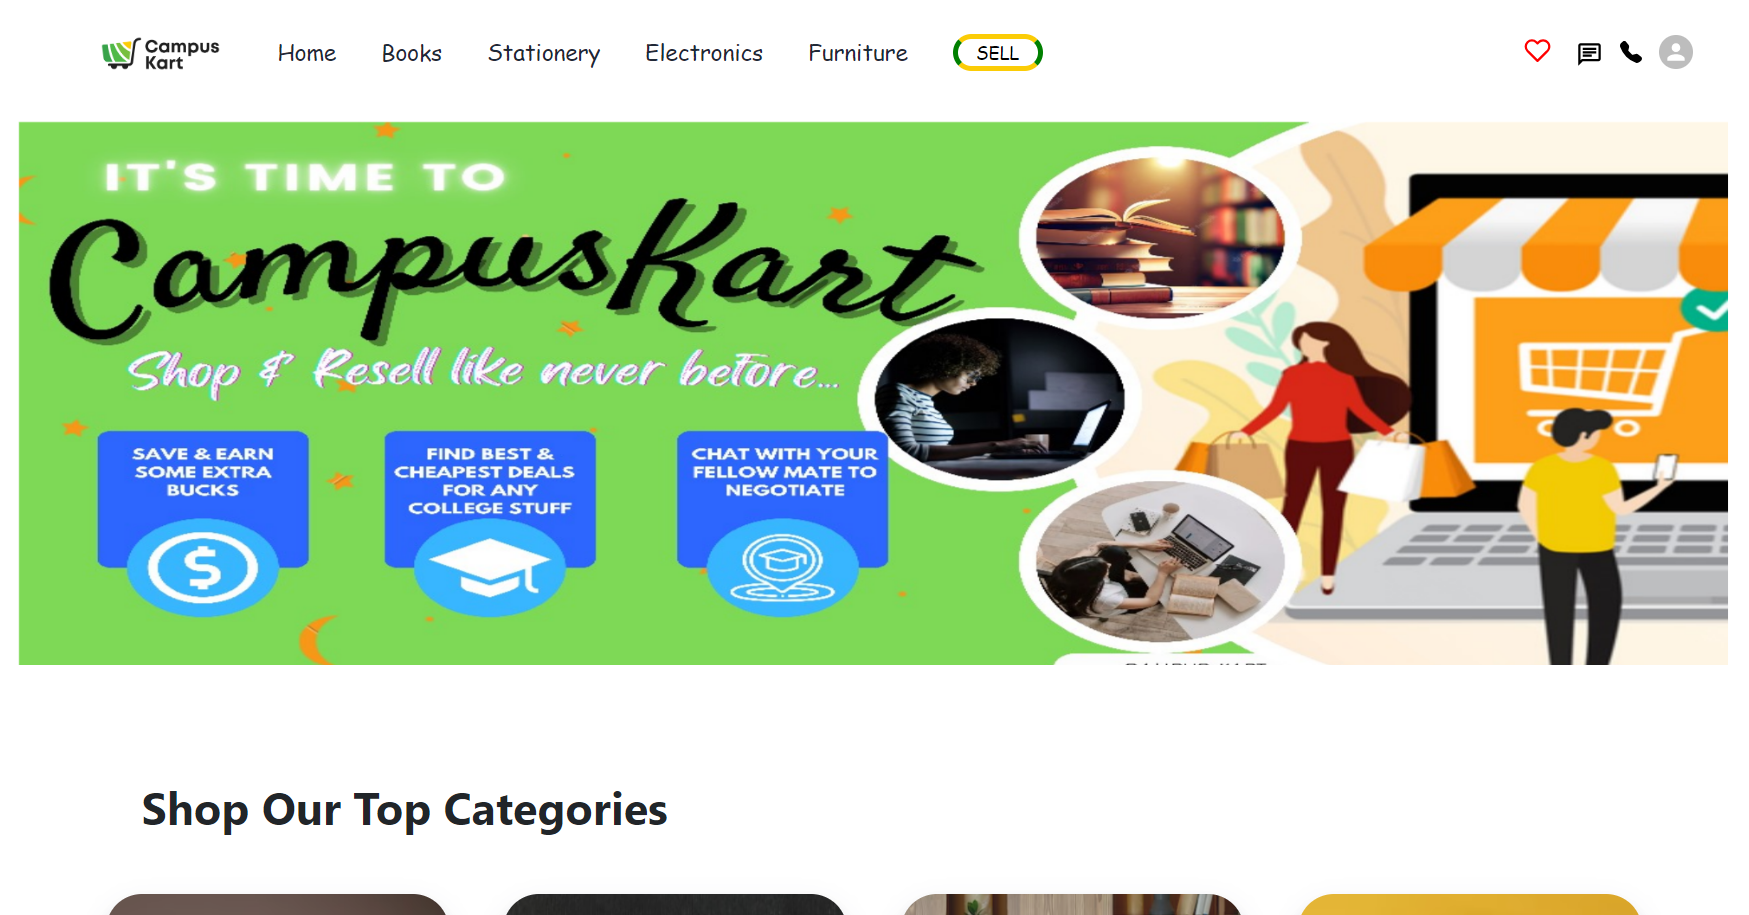 Campus
Kart
Home
Books
Stationery
Electronics
Furniture
SELL
IT'S TIME TO
CampusKart
Shop & Resell like never before...
SAVE & EARN
SOME EXTRA
BUCKS
FIND BEST &
CHEAPEST DEALS
FOR ANY
COLLEGE STUFF
CHAT WITH YOUR
FELLOW MATE TO
NEGOTIATE
Shop Our Top Categories